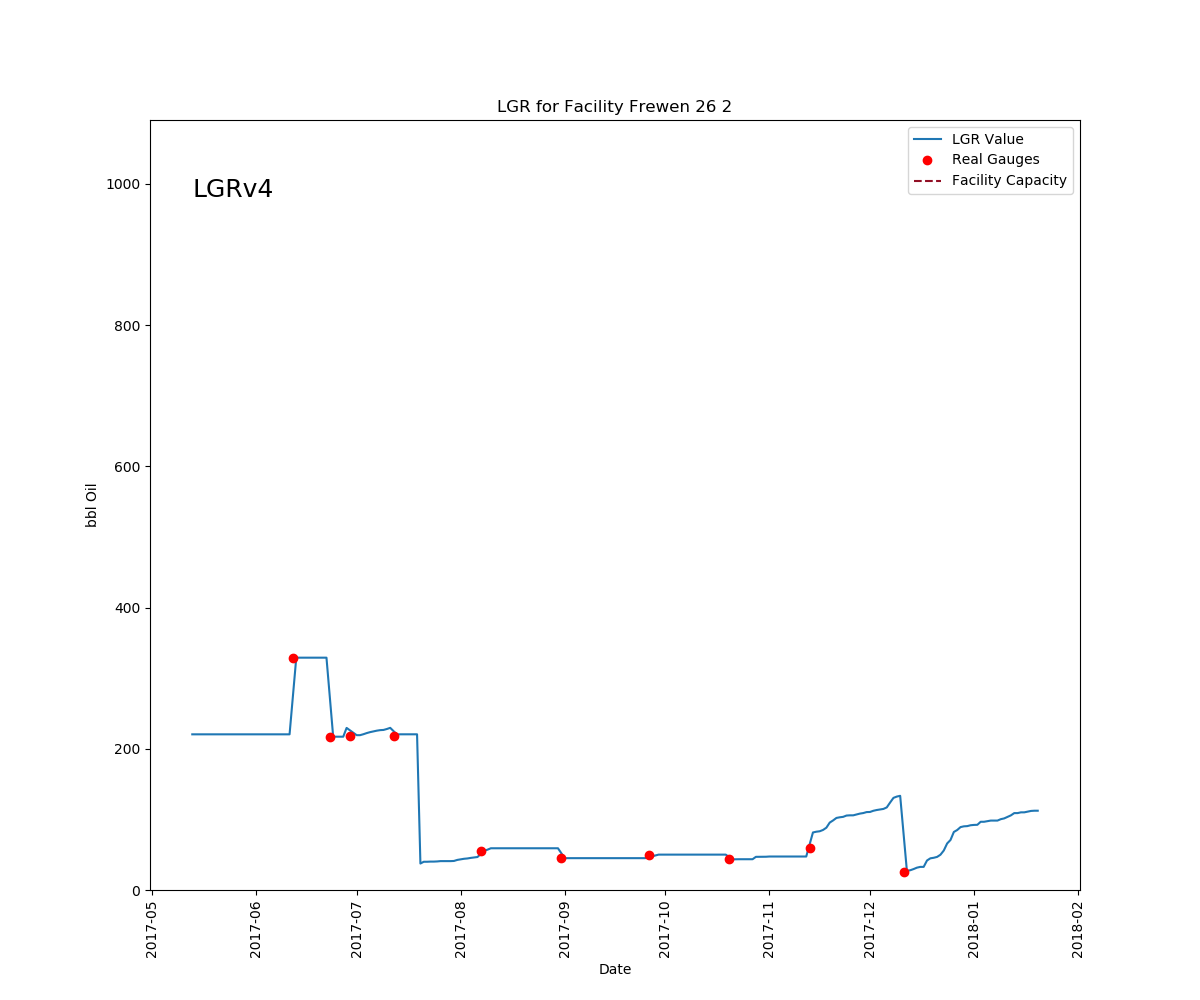 LGR for Facility Frewen 26 2
LGR Value
Real Gauges
Facility Capacity
LGRv4
1000
800
600
400
200
0
bbl Oil
2017-05
2017-06
2017-07
2017-08
2017-09
2017-10
2017-11
2017-12
2018-01
2018-02
Date